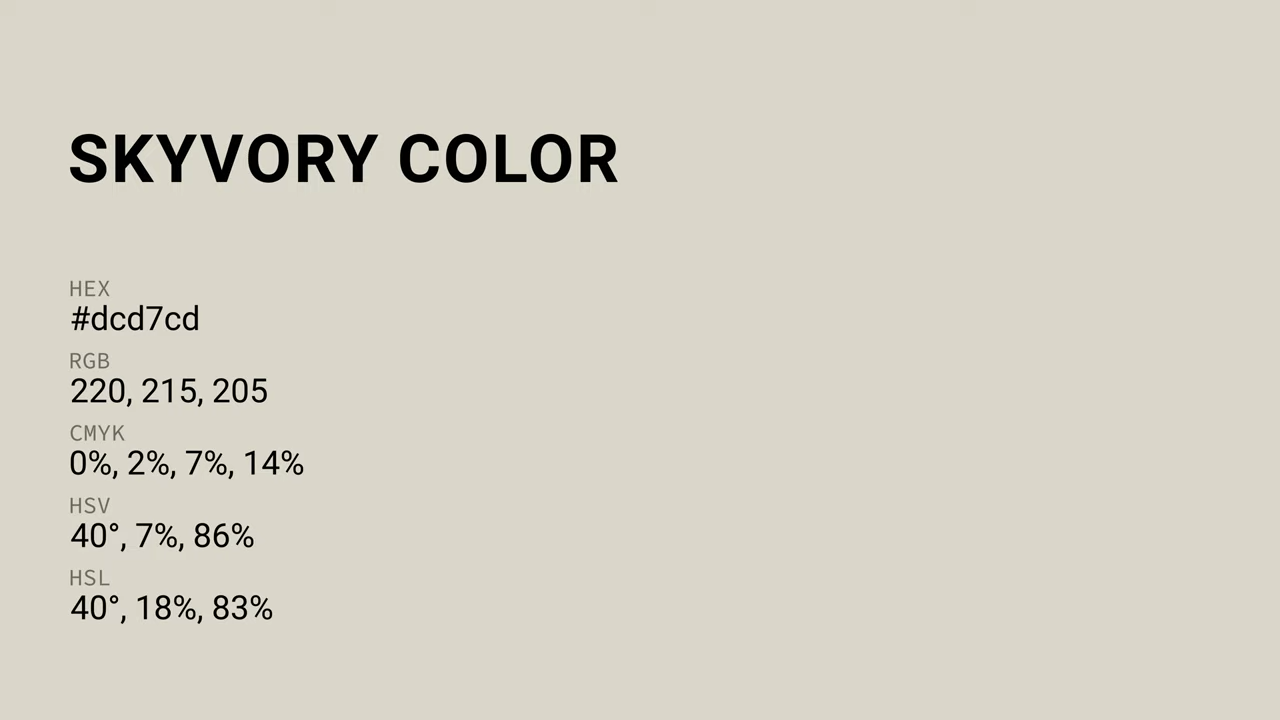 SKYVORY COLOR
HEX
#dcd7cd
RGB
220, 215, 205
CMYK
0%, 2%, 7%, 14%
HSV
40°, 7%, 86%
HSL
40°, 18%, 83%